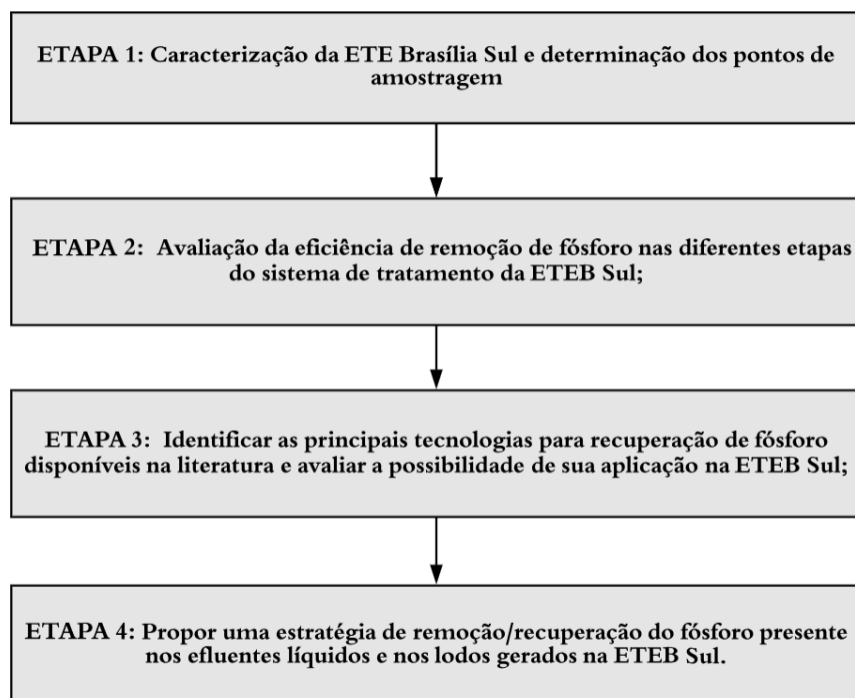 ETAPA 1: Caracterização da ETE Brasília Sul e determinação dos pontos de
amostragem
ETAPA 2: Avaliação da eficiência de remoção de fósforo nas diferentes etapas
do sistema de tratamento da ETEB Sul;
ETAPA 3: Identificar as principais tecnologias para recuperação de fósforo
disponíveis na literatura e avaliar a possibilidade de sua aplicação na ETEB Sul;
ETAPA 4: Propor uma estratégia de remoção/recuperação do fósforo presente
nos efluentes líquidos e nos lodos gerados na ETEB Sul.